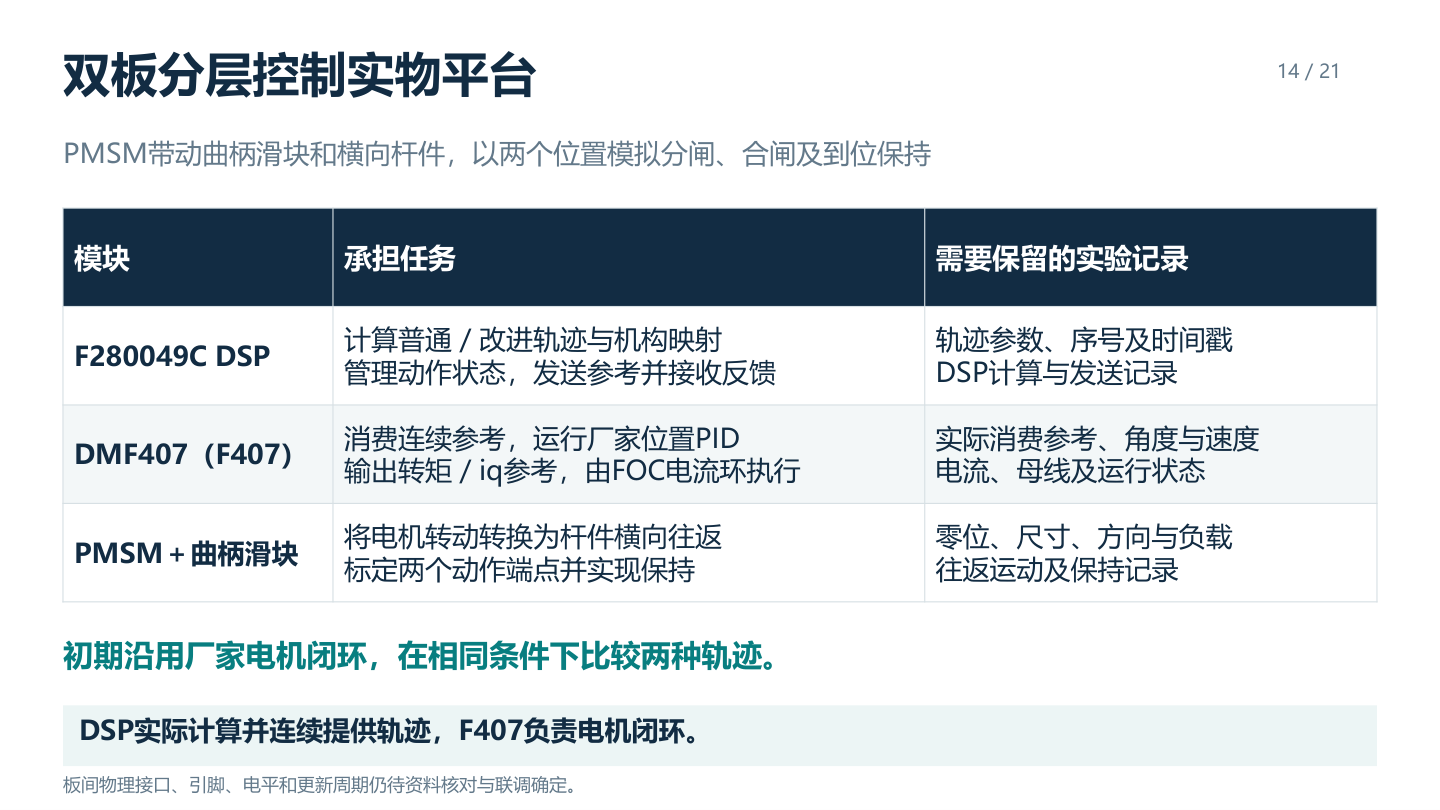 双板分层控制实物平台
14 / 21
PMSM带动曲柄滑块和横向杆件，以两个位置模拟分闸、合闸及到位保持
模块
承担任务
需要保留的实验记录
F280049C DSP
计算普通 / 改进轨迹与机构映射
管理动作状态，发送参考并接收反馈
轨迹参数、序号及时间戳
DSP计算与发送记录
DMF407（F407）
消费连续参考，运行厂家位置PID
输出转矩 / iq参考，由FOC电流环执行
实际消费参考、角度与速度
电流、母线及运行状态
PMSM + 曲柄滑块
将电机转动转换为杆件横向往返
标定两个动作端点并实现保持
零位、尺寸、方向与负载
往返运动及保持记录
初期沿用厂家电机闭环，在相同条件下比较两种轨迹。
DSP实际计算并连续提供轨迹，F407负责电机闭环。
板间物理接口、引脚、电平和更新周期仍待资料核对与联调确定。